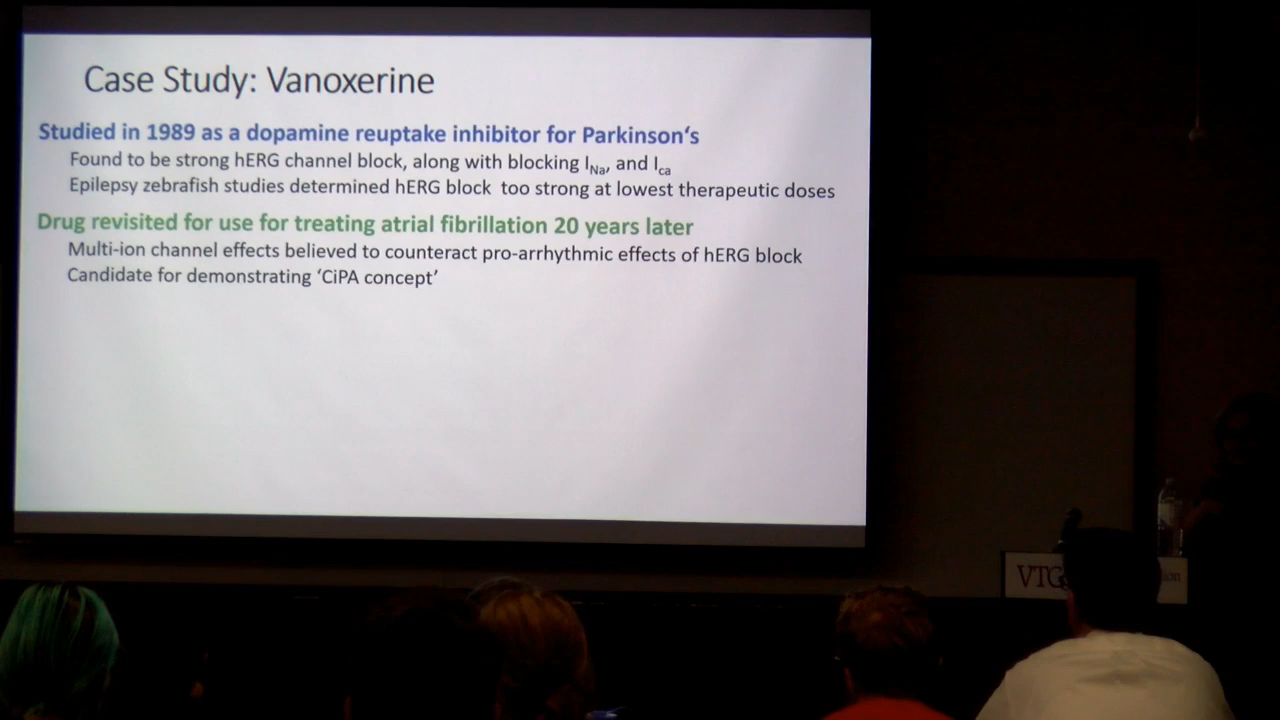 Case Study: Vanoxerine
Studied in 1989 as a dopamine reuptake inhibitor for Parkinson's
Found to be strong hERG channel block, along with blocking INa, and Ica
Epilepsy zebrafish studies determined hERG block too strong at lowest therapeutic doses
Drug revisited for use for treating atrial fibrillation 20 years later
Multi-ion channel effects believed to counteract pro-arrhythmic effects of hERG block
Candidate for demonstrating ‘CiPA concept’